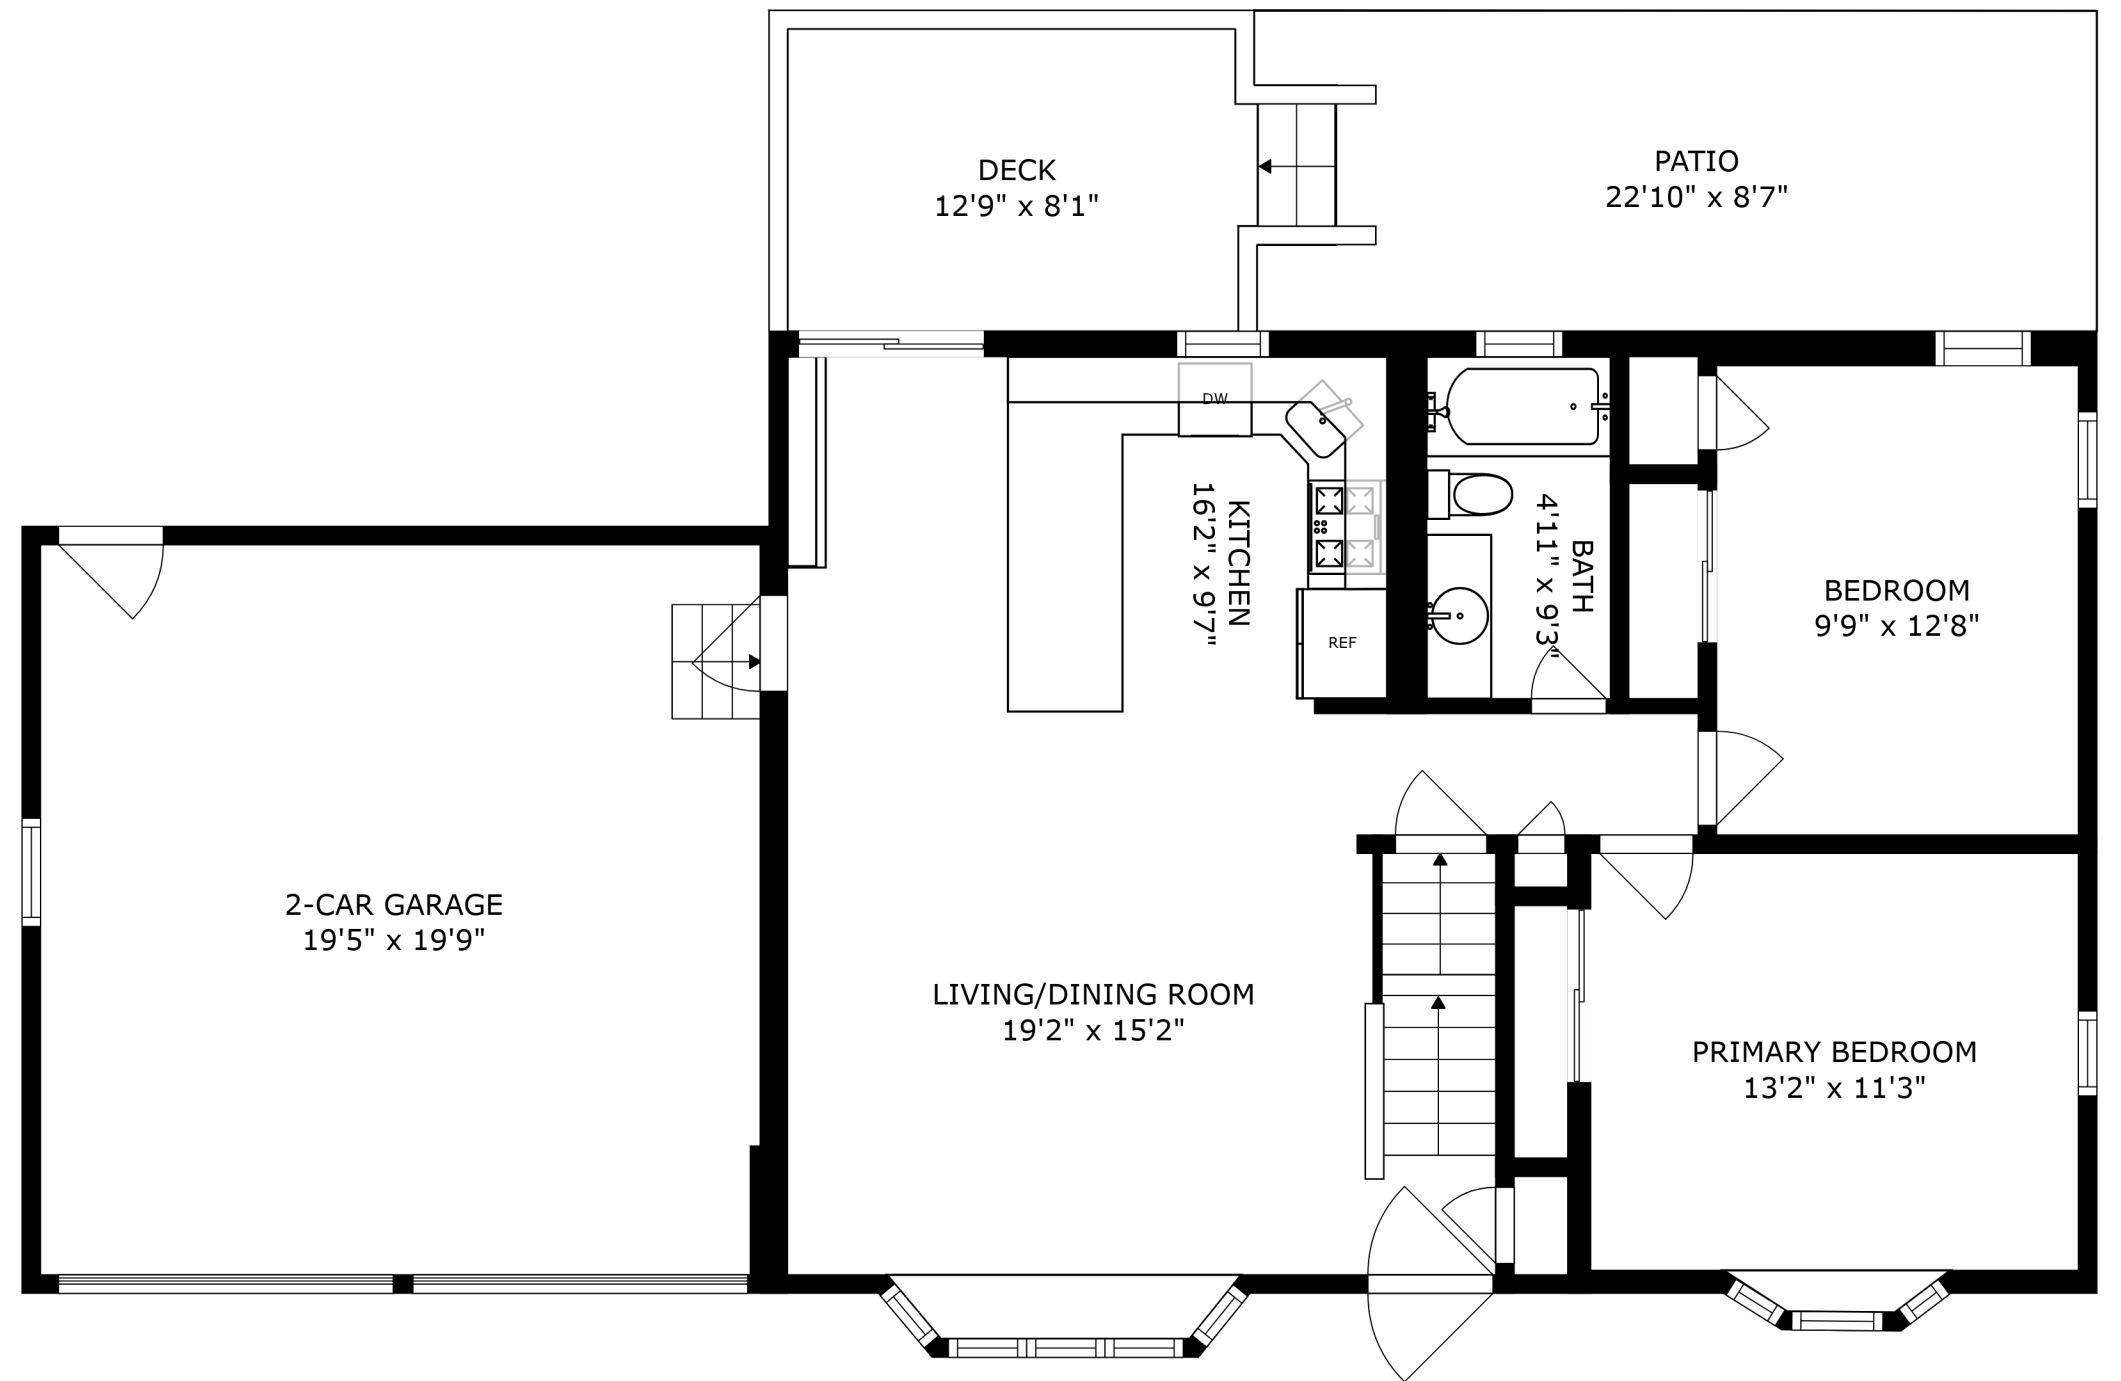 DECK
12'9" x 8'1"
PATIO
22'10" x 8'7"
DW
KITCHEN
16'2" x 9'7"
REF
BATH
4'11" x 9'3"
BEDROOM
9'9" x 12'8"
2-CAR GARAGE
19'5" x 19'9"
LIVING/DINING ROOM
19'2" x 15'2"
PRIMARY BEDROOM
13'2" x 11'3"